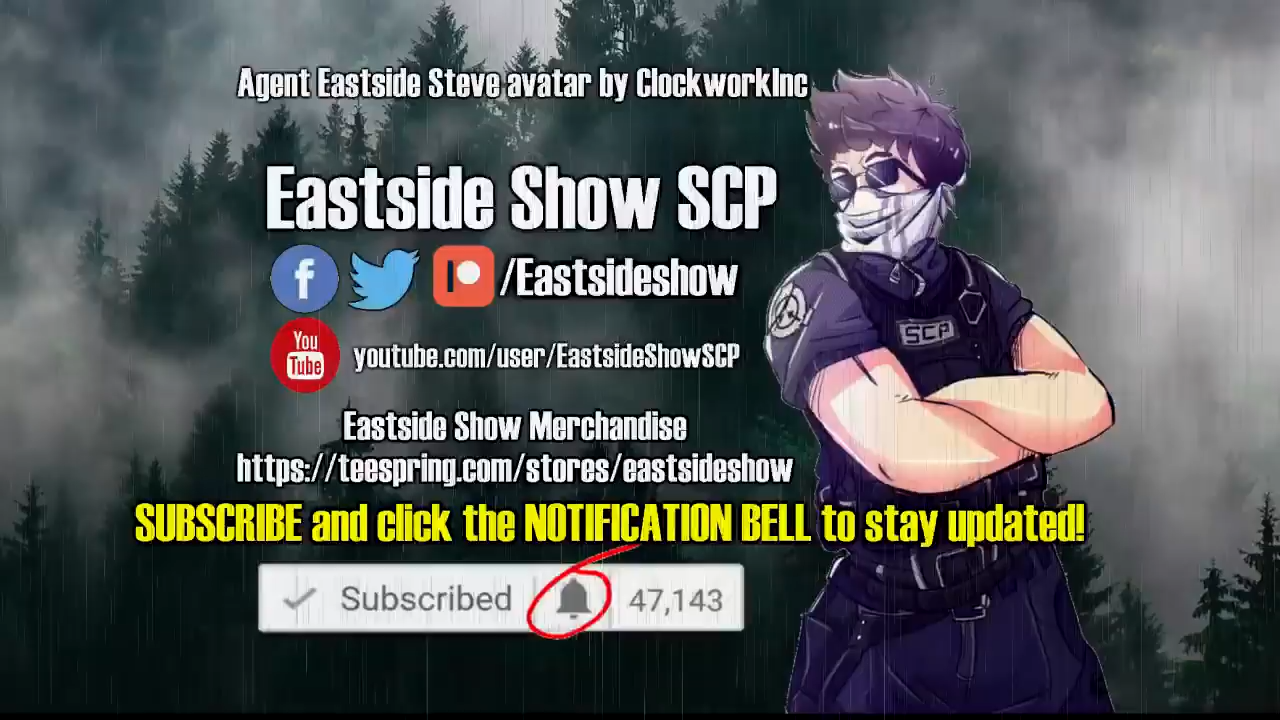 Agent Eastside Steve avatar by ClockworkInc
Eastside Show SCP
f /Eastsideshow
You Tube youtube.com/user/EastsideShowSCP
SCP
Eastside Show Merchandise
https://teespring.com/stores/eastsideshow
SUBSCRIBE and click the NOTIFICATION BELL to stay updated!
Subscribed 47,143